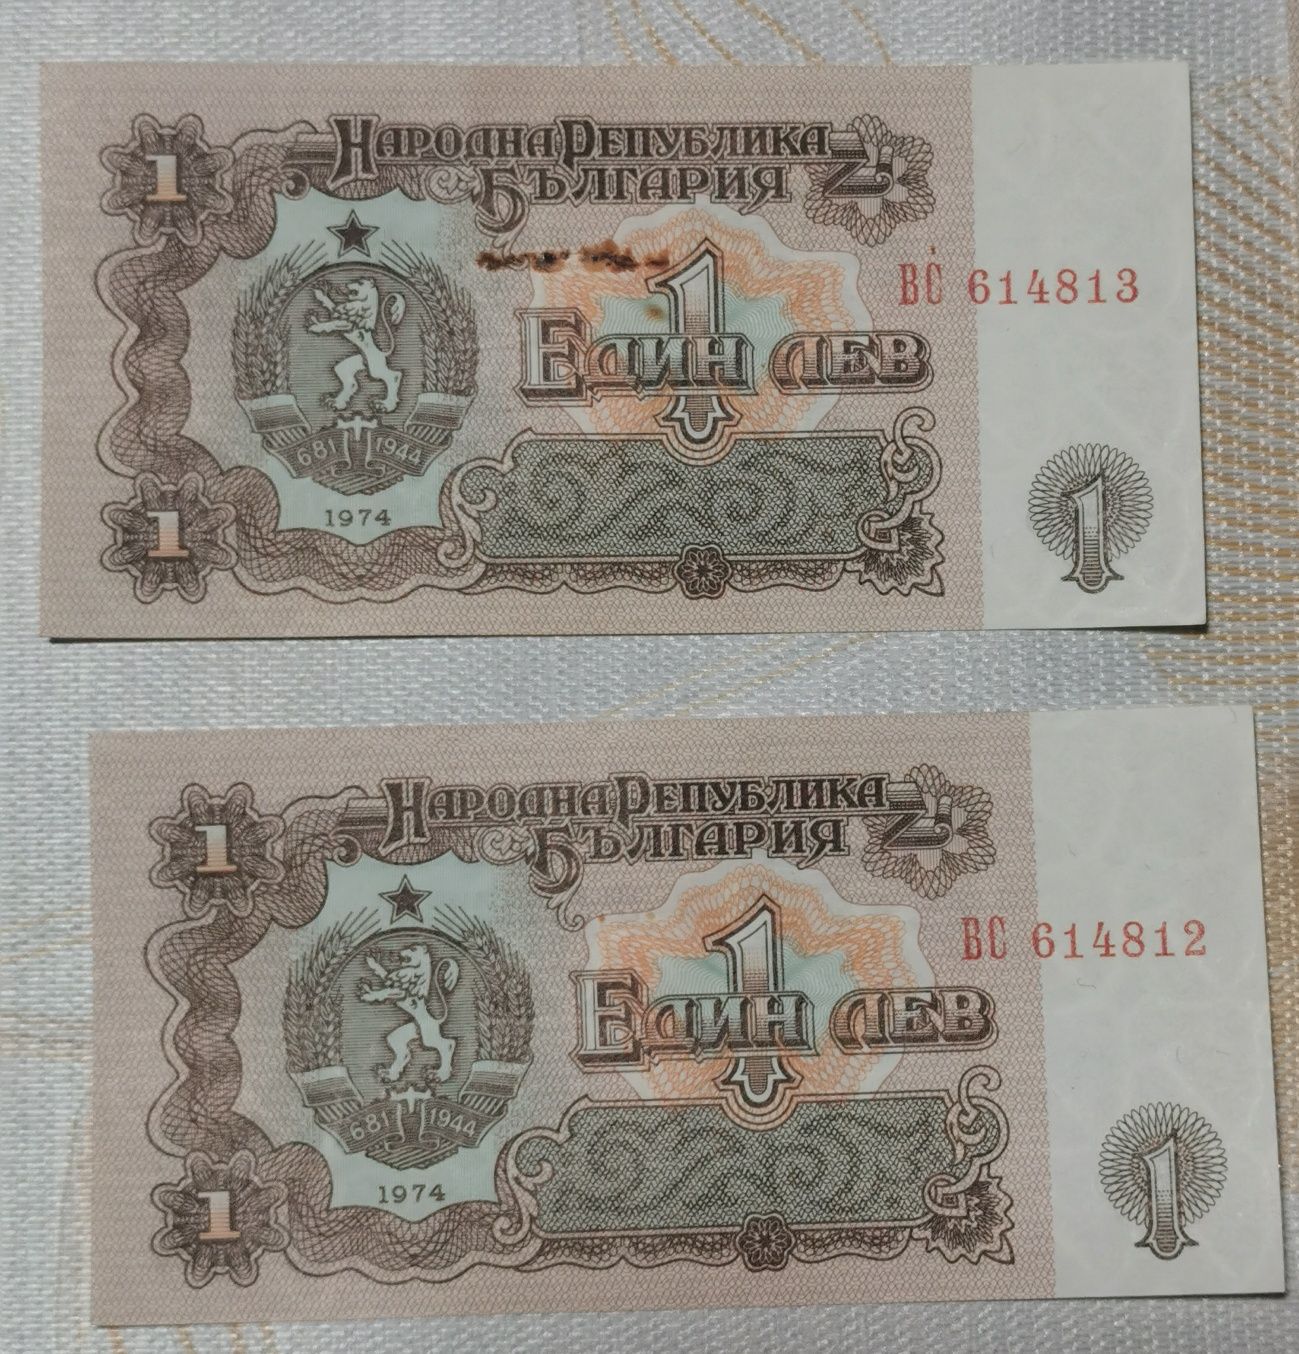 1 НАРОДНА РЕПУБЛИКА
БЪЛГАРИЯ
ВС 614813
1
ЕДИН ЛЕВ
681 1944
1974
1
1
1 НАРОДНА РЕПУБЛИКА
БЪЛГАРИЯ
ВС 614812
1
ЕДИН ЛЕВ
681 1944
1974
1
1